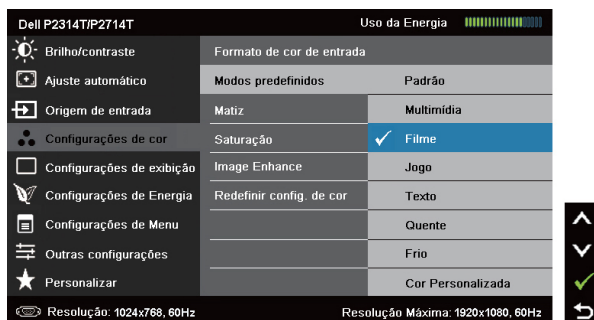 Dell P2314T/P2714T Uso da Energia
Brilho/contraste Formato de cor de entrada
Ajuste automático Modos predefinidos Padrão
Origem de entrada Matiz Multimídia
Configurações de cor Saturação Filme
Configurações de exibição Image Enhance Jogo
Configurações de Energia Redefinir config. de cor Texto
Configurações de Menu Quente
Outras configurações Frio
Personalizar Cor Personalizada
Resolução: 1024x768, 60Hz Resolução Máxima: 1920x1080, 60Hz